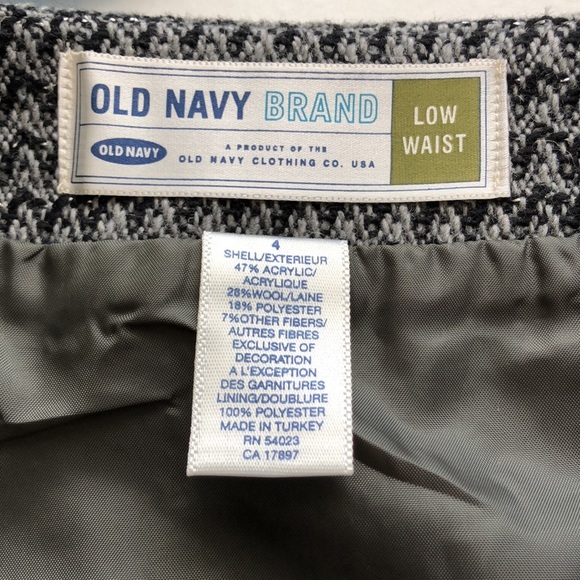 OLD NAVY BRAND
OLD NAVY
A PRODUCT OF THE
OLD NAVY CLOTHING CO. USA
LOW
WAIST
4
SHELL/EXTERIEUR
47% ACRYLIC/
ACRYLIQUE
28%WOOL/LAINE
18% POLYESTER
7%OTHER FIBERS/
AUTRES FIBRES
EXCLUSIVE OF
DECORATION
A L'EXCEPTION
DES GARNITURES
LINING/DOUBLURE
100% POLYESTER
MADE IN TURKEY
RN 54023
CA 17897